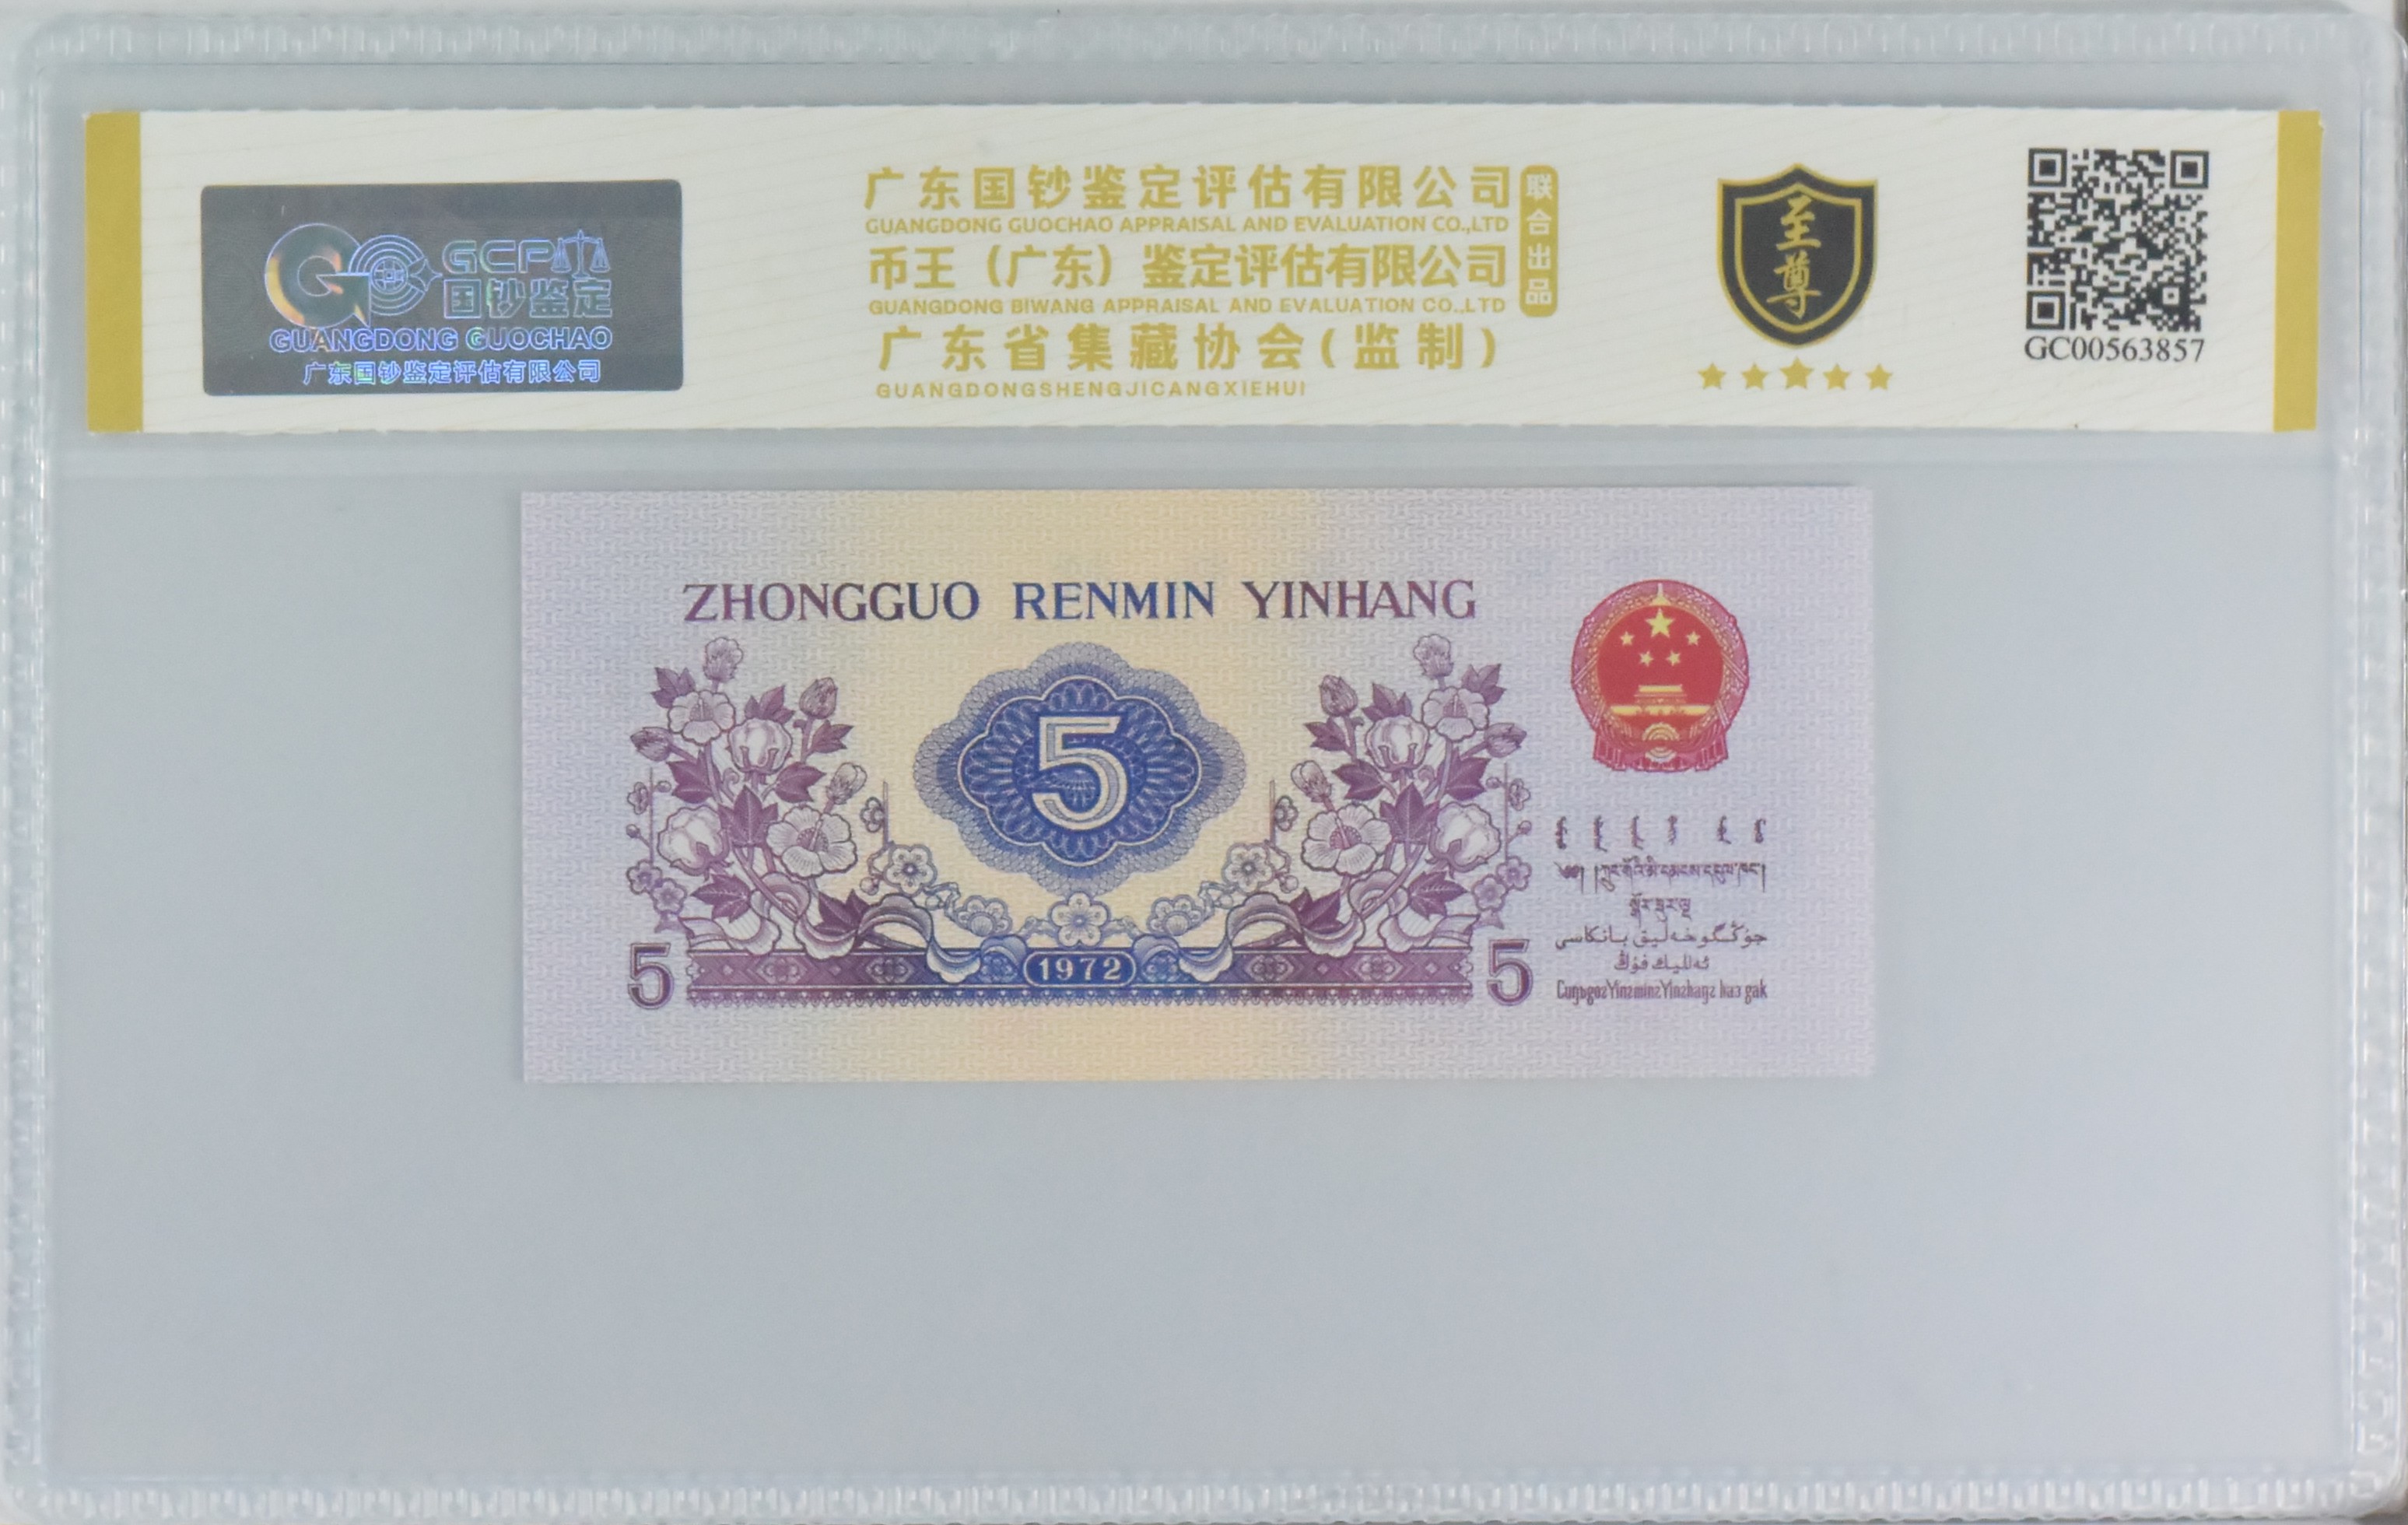 GCP
国钞鉴定
GUANGDONG GUOCHAO
广东国钞鉴定评估有限公司
广东国钞鉴定评估有限公司
GUANGDONG GUOCHAO APPRAISAL AND EVALUATION CO.,LTD
币王（广东）鉴定评估有限公司
GUANGDONG BIWANG APPRAISAL AND EVALUATION CO.,LTD
广东省集藏协会(监制)
GUANGDONGSHENGJICANGXIEHUI
联合出品
至尊
GC00563857
ZHONGGUO RENMIN YINHANG
5
1972
5
5
جۇڭگو خەلىق بانكاسى